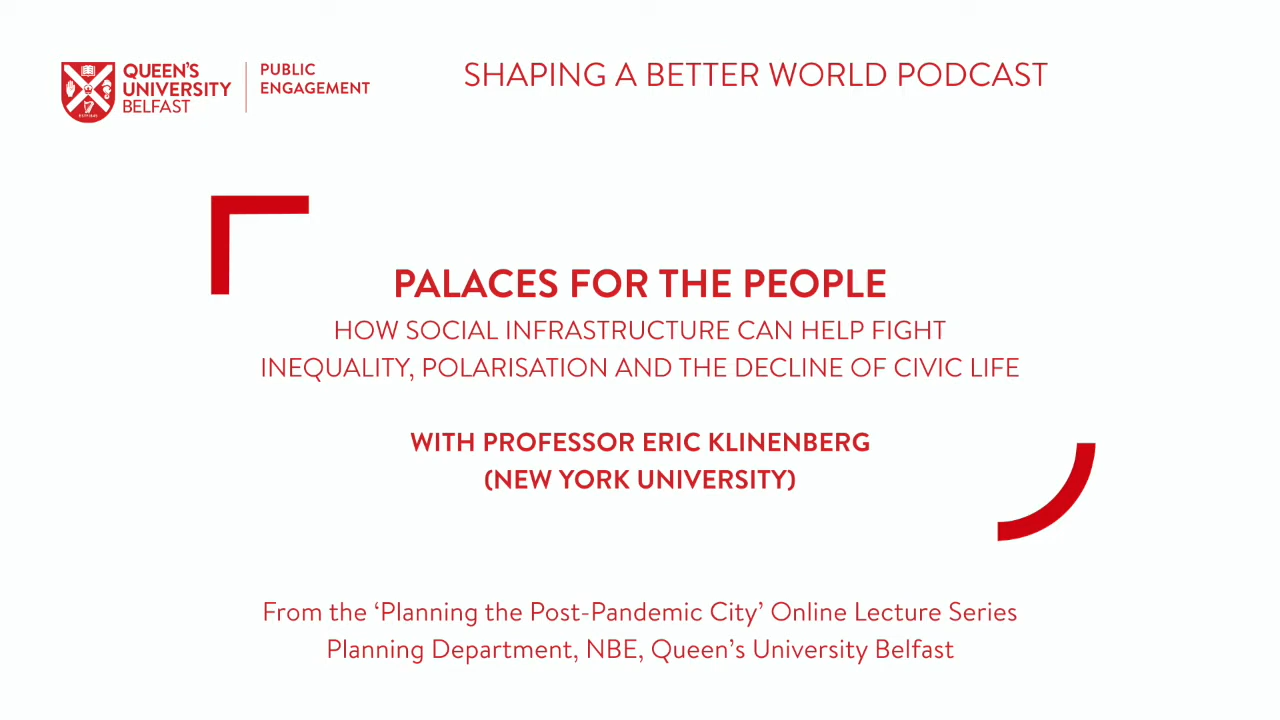 QUEEN'S
UNIVERSITY
BELFAST
PUBLIC
ENGAGEMENT
SHAPING A BETTER WORLD PODCAST
PALACES FOR THE PEOPLE
HOW SOCIAL INFRASTRUCTURE CAN HELP FIGHT
INEQUALITY, POLARISATION AND THE DECLINE OF CIVIC LIFE
WITH PROFESSOR ERIC KLINENBERG
(NEW YORK UNIVERSITY)
From the ‘Planning the Post-Pandemic City’ Online Lecture Series
Planning Department, NBE, Queen’s University Belfast